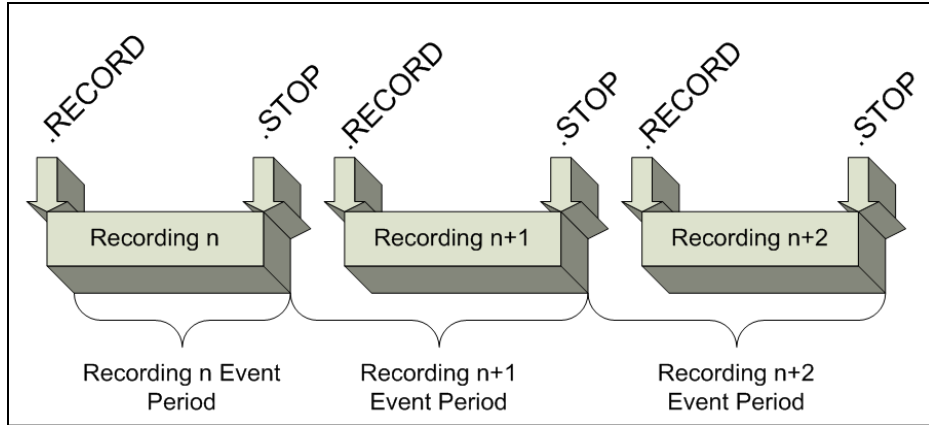 .RECORD
.STOP
.RECORD
.STOP
.RECORD
.STOP
Recording n
Recording n+1
Recording n+2
Recording n Event
Period
Recording n+1
Event Period
Recording n+2
Event Period